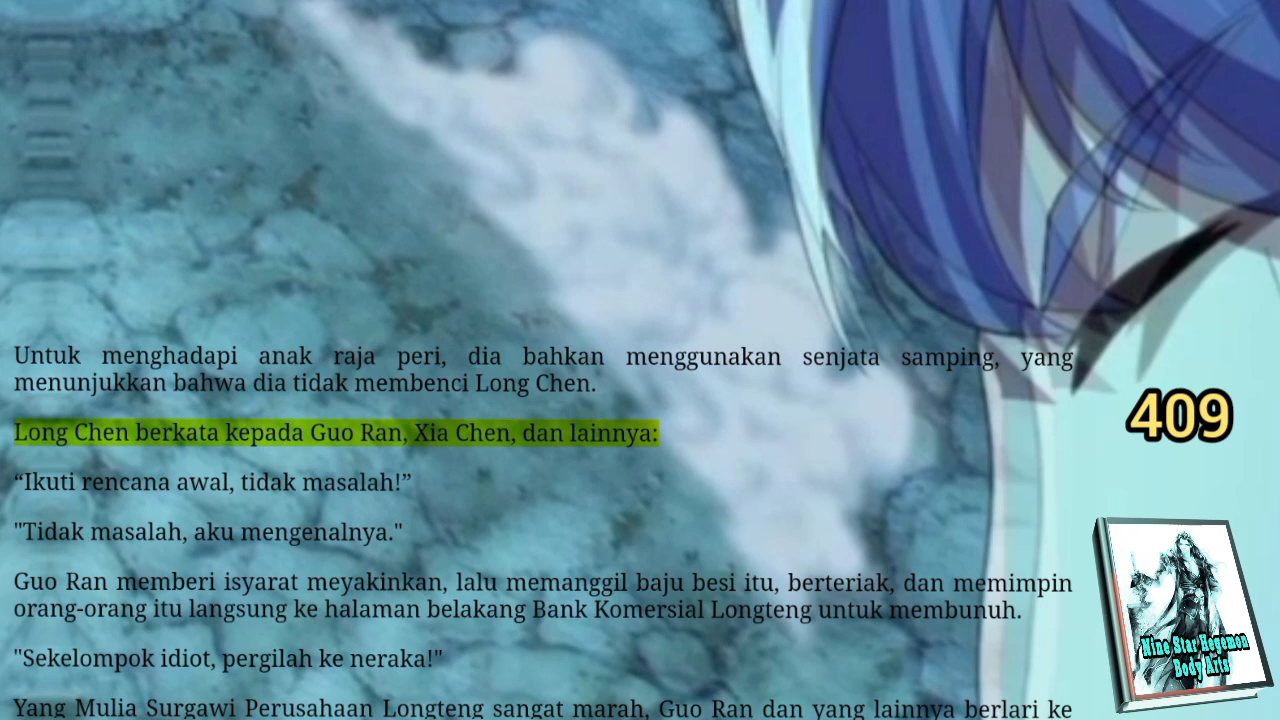 Untuk menghadapi anak raja peri, dia bahkan menggunakan senjata samping, yang
menunjukkan bahwa dia tidak membenci Long Chen.
Long Chen berkata kepada Guo Ran, Xia Chen, dan lainnya:
“Ikuti rencana awal, tidak masalah!”
"Tidak masalah, aku mengenalnya."
Guo Ran memberi isyarat meyakinkan, lalu memanggil baju besi itu, berteriak, dan memimpin
orang-orang itu langsung ke halaman belakang Bank Komersial Longteng untuk membunuh.
"Sekelompok idiot, pergilah ke neraka!"
Yang Mulia Surgawi Perusahaan Longteng sangat marah, Guo Ran dan yang lainnya berlari ke
409
Nine Star Hegemon
Body Arts